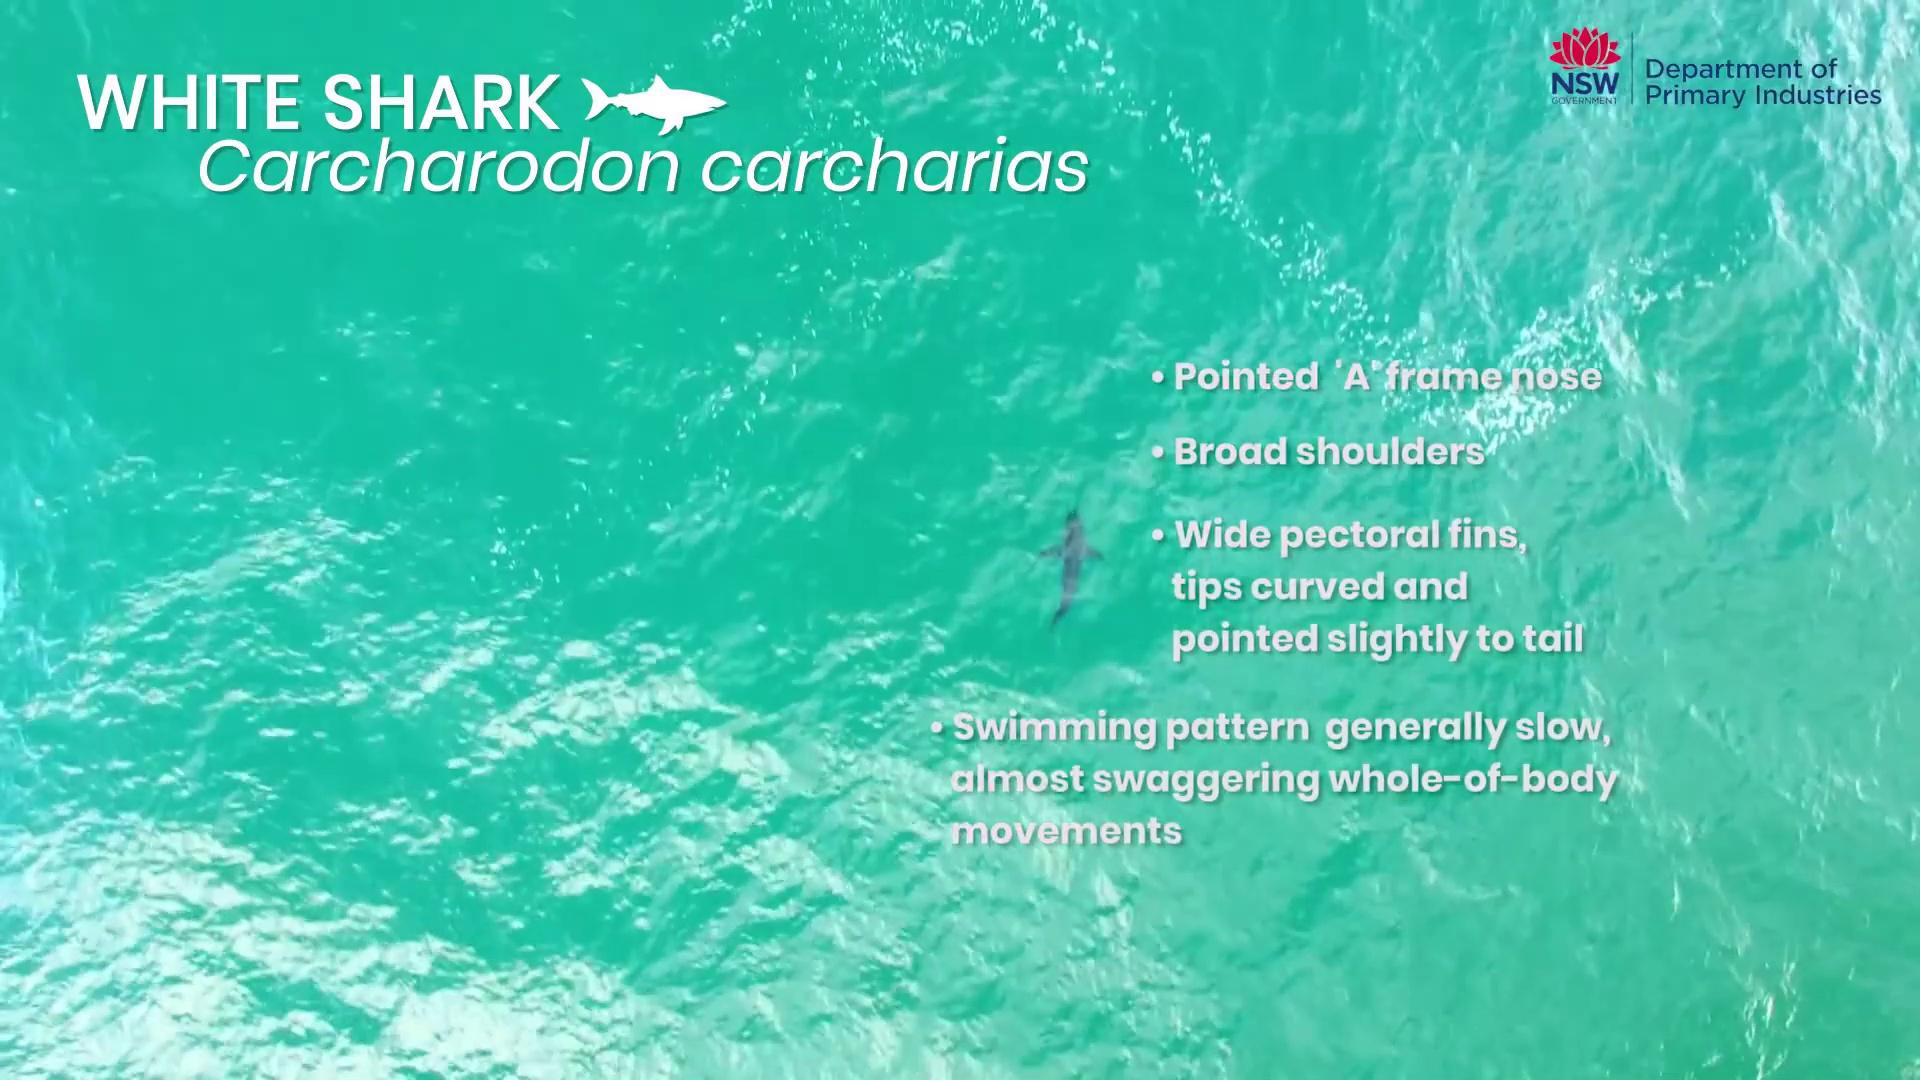 WHITE SHARK
Carcharodon carcharias
NSW
GOVERNMENT
Department of
Primary Industries
• Pointed 'A' frame nose
• Broad shoulders
• Wide pectoral fins,
tips curved and
pointed slightly to tail
• Swimming pattern generally slow,
almost swaggering whole-of-body
movements